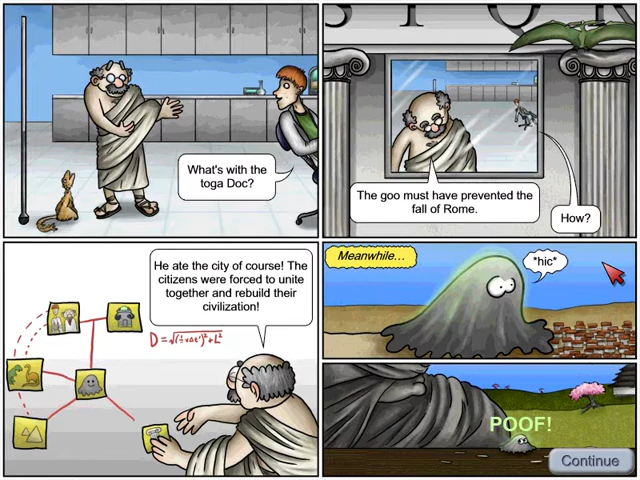 What's with the
toga Doc?
S T O R
The goo must have prevented the
fall of Rome.
How?
He ate the city of course! The
citizens were forced to unite
together and rebuild their
civilization!
Meanwhile...
*hic*
POOF!
Continue